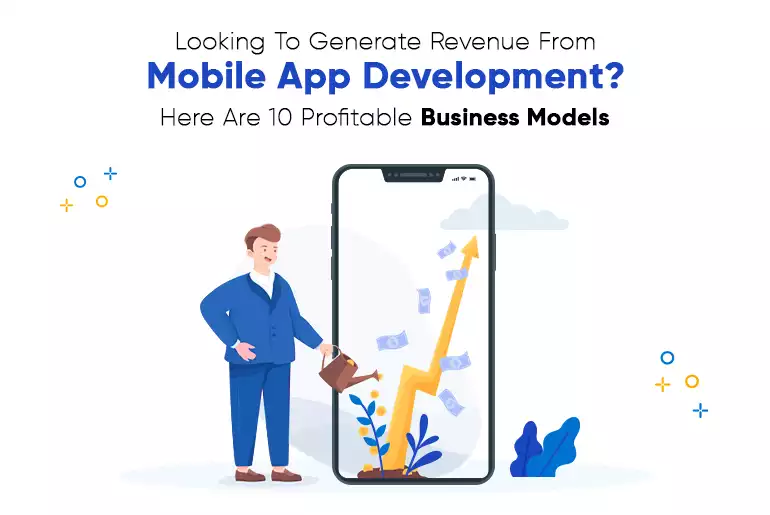 Looking To Generate Revenue From
Mobile App Development?
Here Are 10 Profitable Business Models